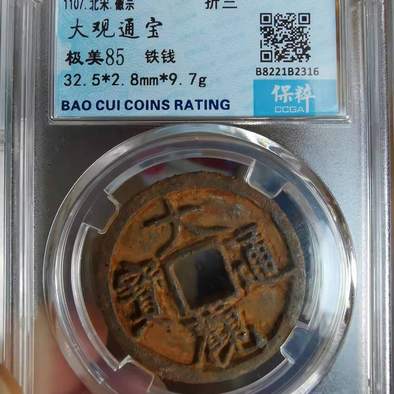 1107.北宋.徽宗
折三
大观通宝
极美85 铁钱
32.5*2.8mm*9.7g
B8221B2316
BAO CUI COINS RATING
保粹
CCGA
大
通
寶
觀